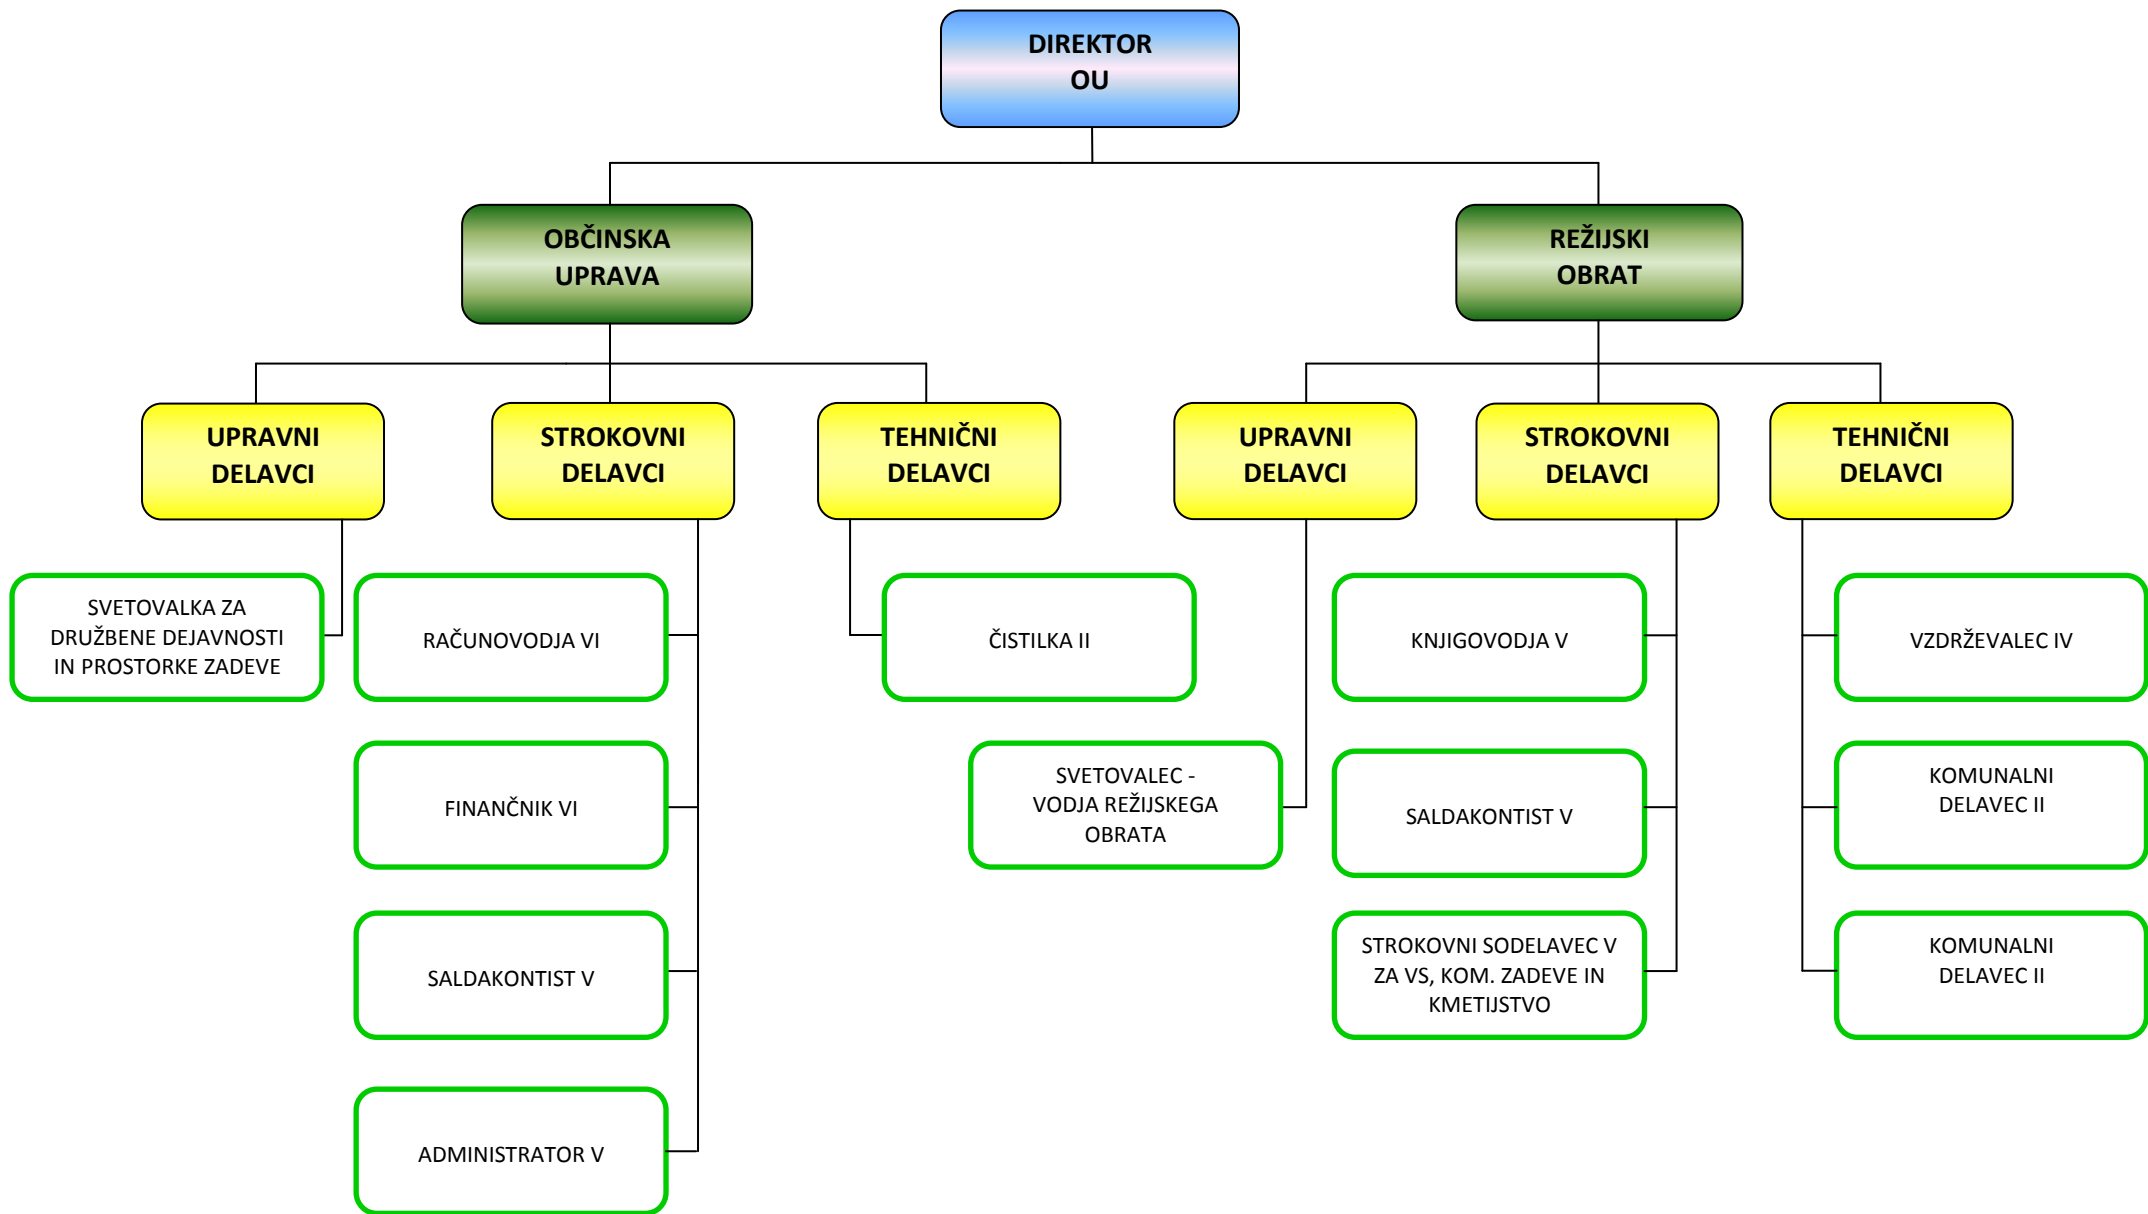 DIREKTOR
OU
OBČINSKA
UPRAVA
REŽIJSKI
OBRAT
UPRAVNI
DELAVCI
STROKOVNI
DELAVCI
TEHNIČNI
DELAVCI
UPRAVNI
DELAVCI
STROKOVNI
DELAVCI
TEHNIČNI
DELAVCI
SVETOVALKA ZA
DRUŽBENE DEJAVNOSTI
IN PROSTORKE ZADEVE
RAČUNOVODJA VI
ČISTILKA II
KNJIGOVODJA V
VZDRŽEVALEC IV
FINANČNIK VI
SVETOVALEC -
VODJA REŽIJSKEGA
OBRATA
SALDAKONTIST V
KOMUNALNI
DELAVEC II
SALDAKONTIST V
STROKOVNI SODELAVEC V
ZA VS, KOM. ZADEVE IN
KMETIJSTVO
KOMUNALNI
DELAVEC II
ADMINISTRATOR V